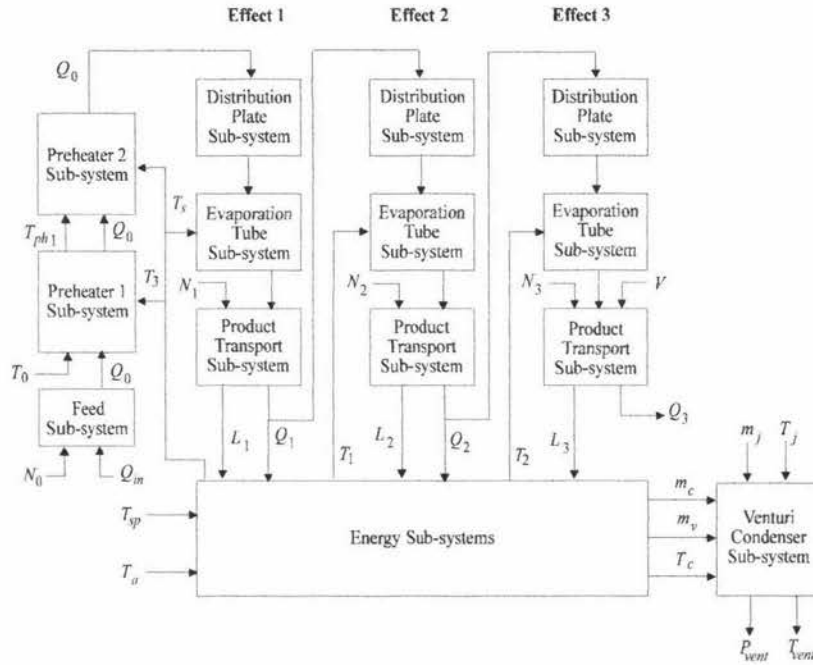 Effect 1
Effect 2
Effect 3
Q0
Distribution
Plate
Sub-system
Distribution
Plate
Sub-system
Distribution
Plate
Sub-system
Preheater 2
Sub-system
Ts
Evaporation
Tube
Sub-system
Evaporation
Tube
Sub-system
Evaporation
Tube
Sub-system
Tph1
Q0
T3
N1
N2
N3
V
Preheater 1
Sub-system
Product
Transport
Sub-system
Product
Transport
Sub-system
Product
Transport
Sub-system
T0
Q0
Q3
Feed
Sub-system
L1
Q1
T1
L2
Q2
T2
L3
mj
Tj
N0
Qin
Tsp
Ta
Energy Sub-systems
mc
mv
Tc
Venturi
Condenser
Sub-system
Pvent
Tvent